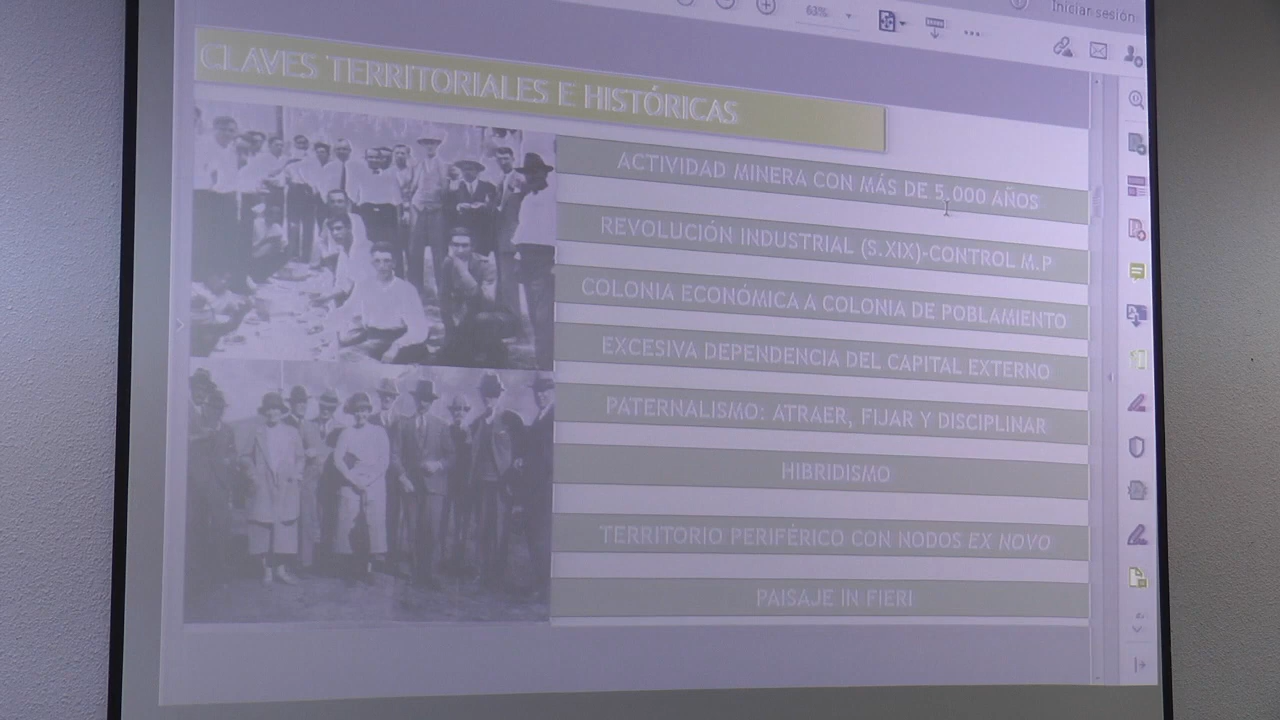 63%
Iniciar sesión
CLAVES TERRITORIALES E HISTÓRICAS
ACTIVIDAD MINERA CON MÁS DE 5.000 AÑOS
REVOLUCIÓN INDUSTRIAL (S.XIX)-CONTROL M.P
COLONIA ECONÓMICA A COLONIA DE POBLAMIENTO
EXCESIVA DEPENDENCIA DEL CAPITAL EXTERNO
PATERNALISMO: ATRAER, FIJAR Y DISCIPLINAR
HIBRIDISMO
TERRITORIO PERIFÉRICO CON NODOS EX NOVO
PAISAJE IN FIERI